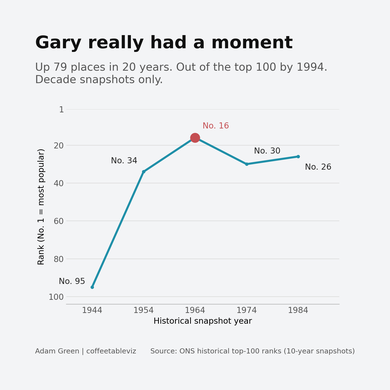 Gary really had a moment
Up 79 places in 20 years. Out of the top 100 by 1994.
Decade snapshots only.
1
20
40
60
80
100
Rank (No. 1 = most popular)
No. 95
No. 34
No. 16
No. 30
No. 26
1944
1954
1964
1974
1984
Historical snapshot year
Adam Green | coffeetableviz
Source: ONS historical top-100 ranks (10-year snapshots)